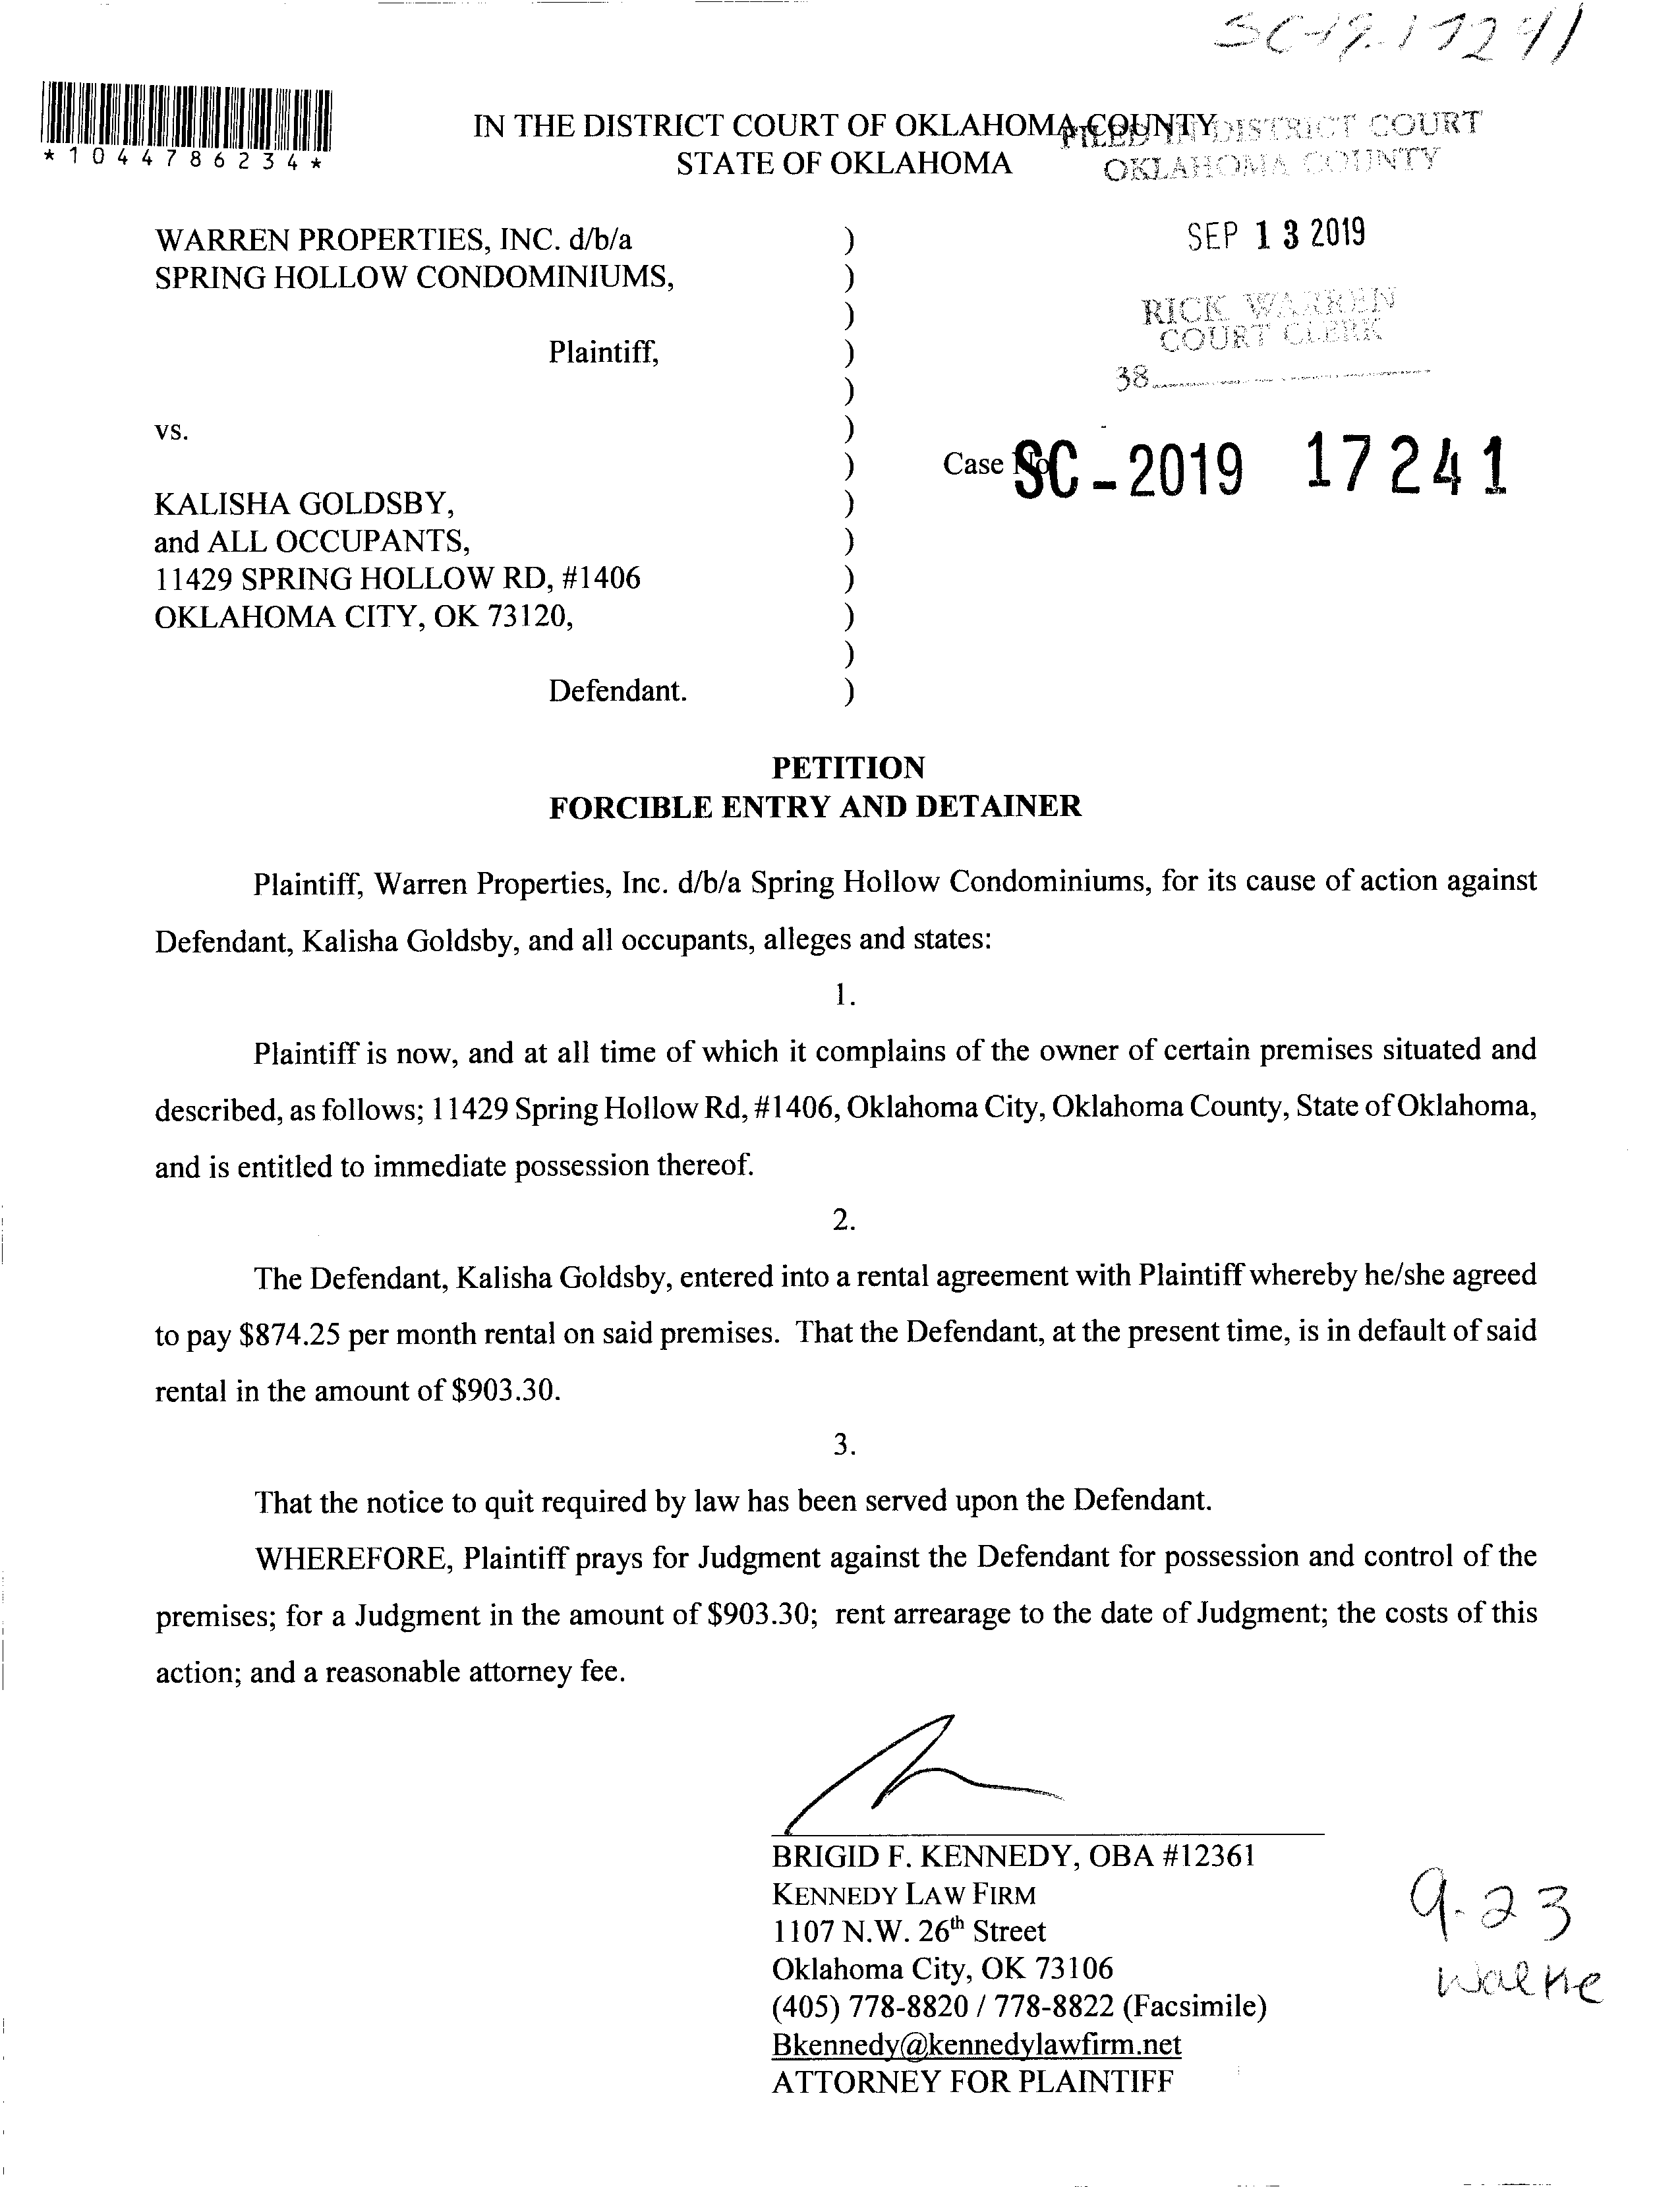 SC-19-17241
*1044786234*
IN THE DISTRICT COURT OF OKLAHOMA COUNTY
STATE OF OKLAHOMA
FILED IN DISTRICT COURT
OKLAHOMA COUNTY
SEP 13 2019
RICK WARREN
COURT CLERK
38
WARREN PROPERTIES, INC. d/b/a
SPRING HOLLOW CONDOMINIUMS,
Plaintiff,
vs.
Case No. SC-2019 17241
KALISHA GOLDSBY,
and ALL OCCUPANTS,
11429 SPRING HOLLOW RD, #1406
OKLAHOMA CITY, OK 73120,
Defendant.
PETITION
FORCIBLE ENTRY AND DETAINER
Plaintiff, Warren Properties, Inc. d/b/a Spring Hollow Condominiums, for its cause of action against
Defendant, Kalisha Goldsby, and all occupants, alleges and states:
1.
Plaintiff is now, and at all time of which it complains of the owner of certain premises situated and
described, as follows; 11429 Spring Hollow Rd, #1406, Oklahoma City, Oklahoma County, State of Oklahoma,
and is entitled to immediate possession thereof.
2.
The Defendant, Kalisha Goldsby, entered into a rental agreement with Plaintiff whereby he/she agreed
to pay $874.25 per month rental on said premises. That the Defendant, at the present time, is in default of said
rental in the amount of $903.30.
3.
That the notice to quit required by law has been served upon the Defendant.
WHEREFORE, Plaintiff prays for Judgment against the Defendant for possession and control of the
premises; for a Judgment in the amount of $903.30; rent arrearage to the date of Judgment; the costs of this
action; and a reasonable attorney fee.
BRIGID F. KENNEDY, OBA #12361
KENNEDY LAW FIRM
1107 N.W. 26th Street
Oklahoma City, OK 73106
(405) 778-8820 / 778-8822 (Facsimile)
Bkennedy@kennedylawfirm.net
ATTORNEY FOR PLAINTIFF
9-23
Walke